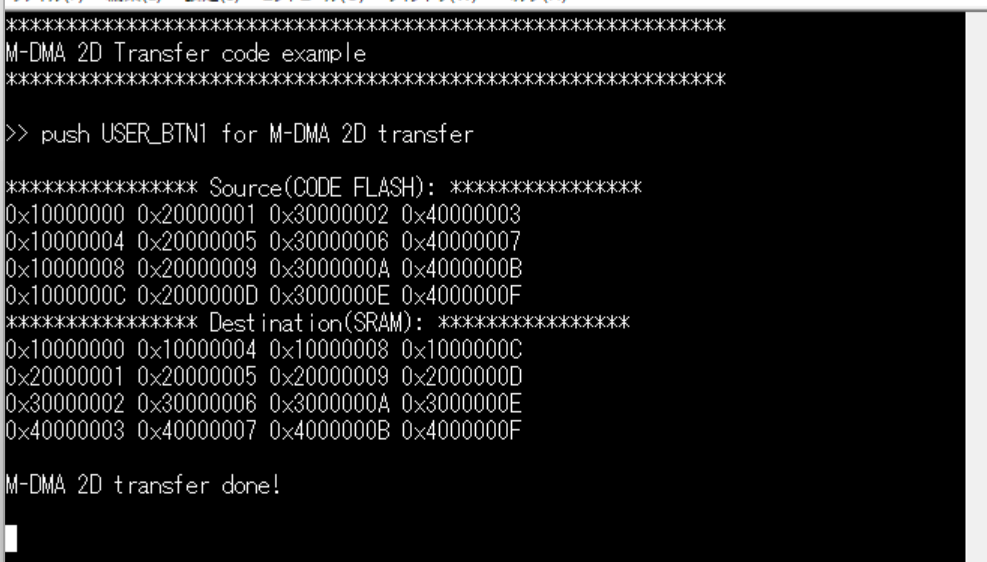 ************************************************************
M-DMA 2D Transfer code example
************************************************************
>> push USER_BTN1 for M-DMA 2D transfer
**************** Source(CODE FLASH): ****************
0x10000000 0x20000001 0x30000002 0x40000003
0x10000004 0x20000005 0x30000006 0x40000007
0x10000008 0x20000009 0x3000000A 0x4000000B
0x1000000C 0x2000000D 0x3000000E 0x4000000F
**************** Destination(SRAM): ****************
0x10000000 0x10000004 0x10000008 0x1000000C
0x20000001 0x20000005 0x20000009 0x2000000D
0x30000002 0x30000006 0x3000000A 0x3000000E
0x40000003 0x40000007 0x4000000B 0x4000000F
M-DMA 2D transfer done!